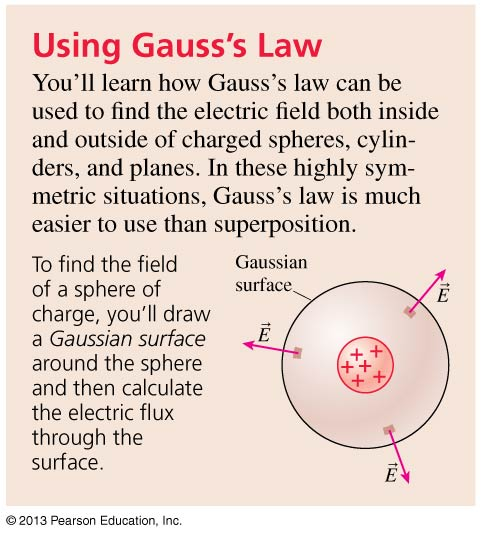 Using Gauss's Law
You'll learn how Gauss's law can be
used to find the electric field both inside
and outside of charged spheres, cylin-
ders, and planes. In these highly sym-
metric situations, Gauss's law is much
easier to use than superposition.
To find the field
of a sphere of
charge, you'll draw
a Gaussian surface
around the sphere
and then calculate
the electric flux
through the
surface.
Gaussian
surface
E⃗
E⃗
E⃗
+ + + + + + +
© 2013 Pearson Education, Inc.